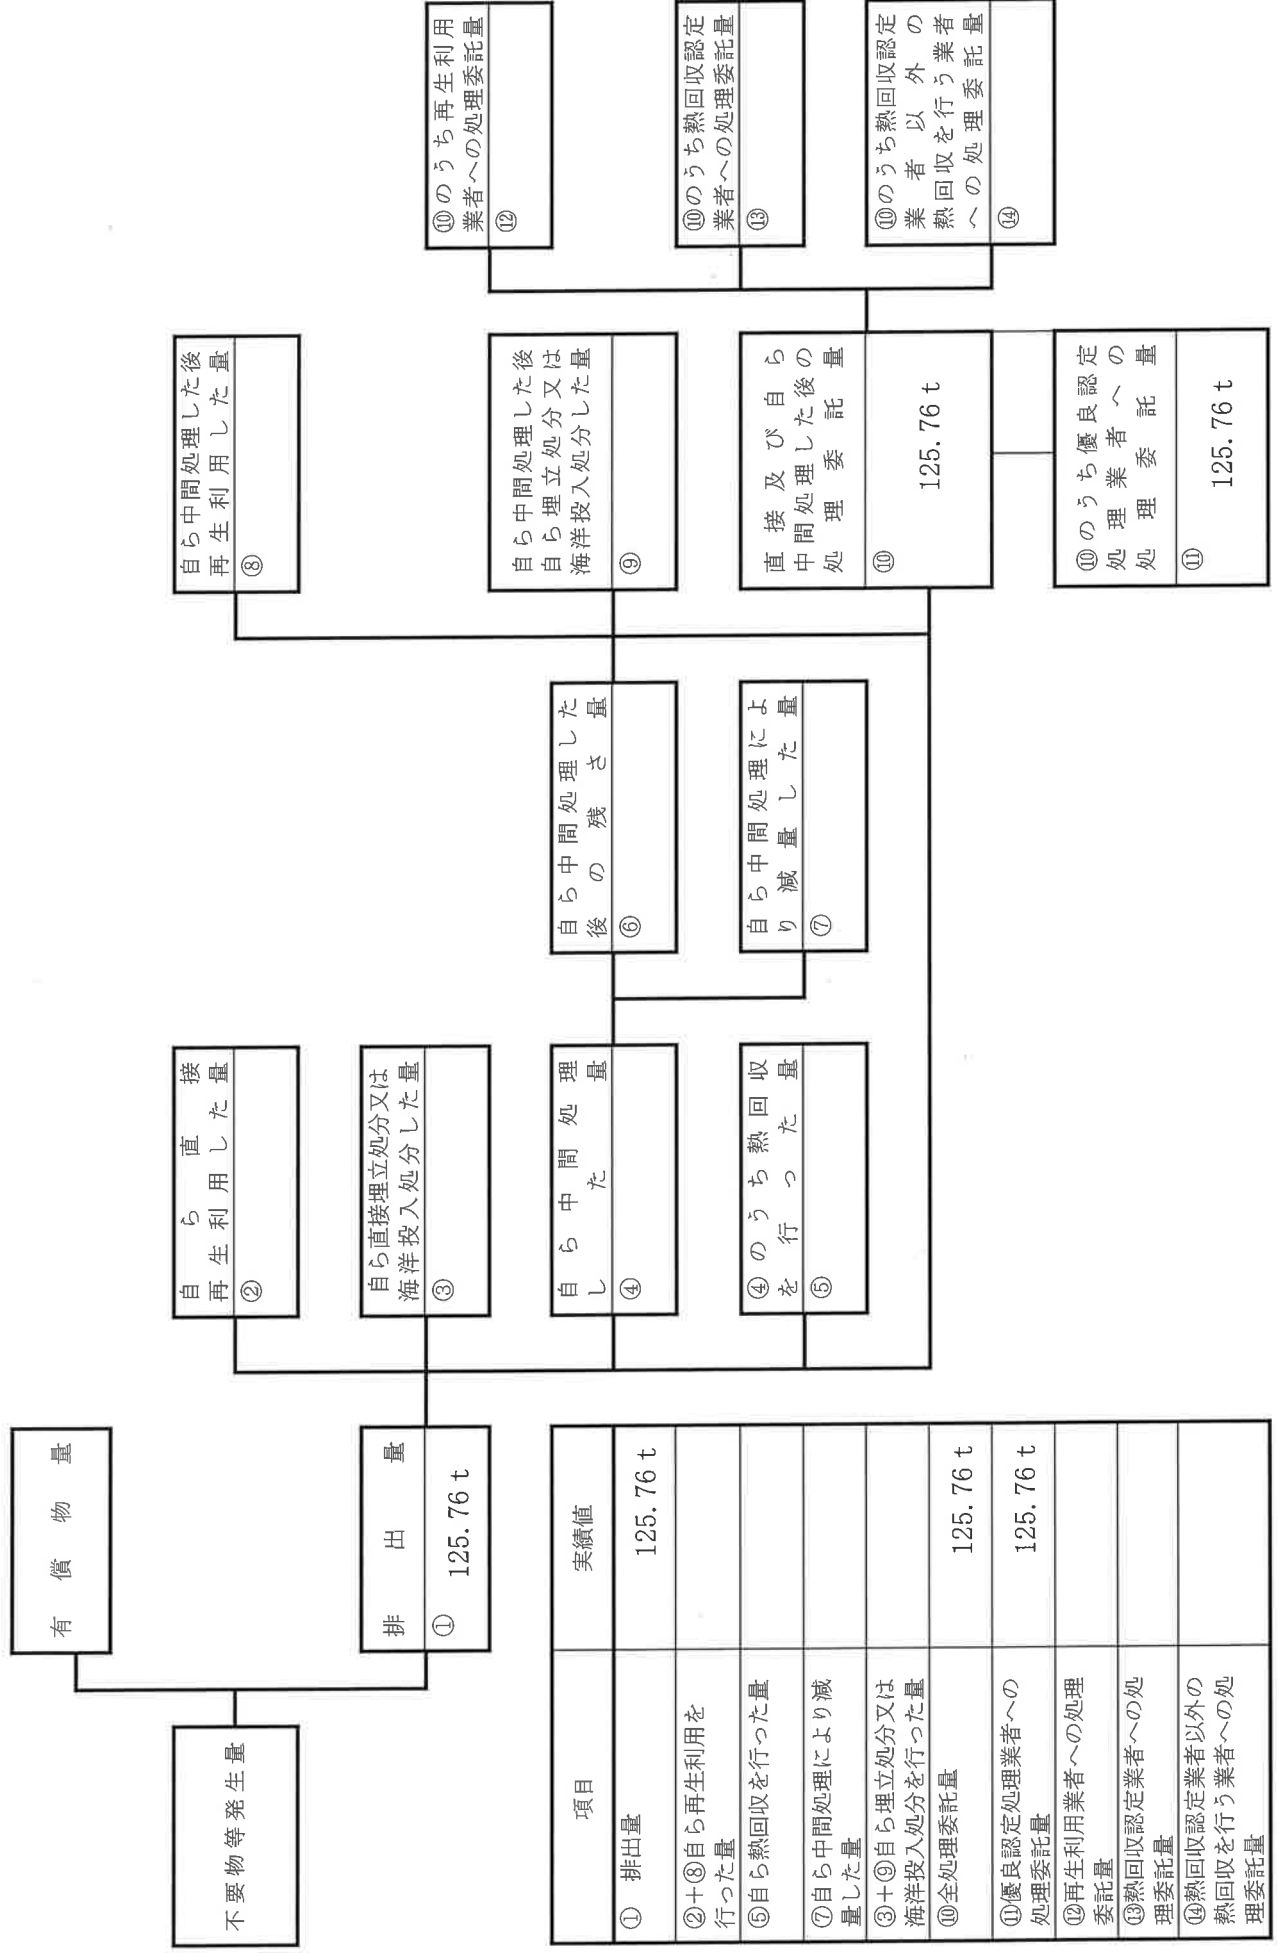 不要物等発生量
有償物量
排出量
① 125.76 t
自ら直接
再生利用した量
②
自ら直接埋立処分又は
海洋投入処分した量
③
自ら中間処理
した量
④
④のうち熱回収
を行った量
⑤
自ら中間処理した
後の残さ量
⑥
自ら中間処理によ
り減量した量
⑦
自ら中間処理した後
再生利用した量
⑧
自ら中間処理した後
自ら埋立処分又は
海洋投入処分した量
⑨
直接及び自ら
中間処理した後の
処理委託量
⑩ 125.76 t
⑩のうち優良認定
処理業者への
処理委託量
⑪ 125.76 t
⑩のうち再生利用
業者への処理委託量
⑫
⑩のうち熱回収認定
業者への処理委託量
⑬
⑩のうち熱回収認定
業者以外の
熱回収を行う業者
への処理委託量
⑭
項目 実績値
① 排出量 125.76 t
②+⑧自ら再生利用を
行った量
⑤自ら熱回収を行った量
⑦自ら中間処理により減
量した量
③+⑨自ら埋立処分又は
海洋投入処分を行った量
⑩全処理委託量 125.76 t
⑪優良認定処理業者への
処理委託量 125.76 t
⑫再生利用業者への処理
委託量
⑬熱回収認定業者への処
理委託量
⑭熱回収認定業者以外の
熱回収を行う業者への処
理委託量